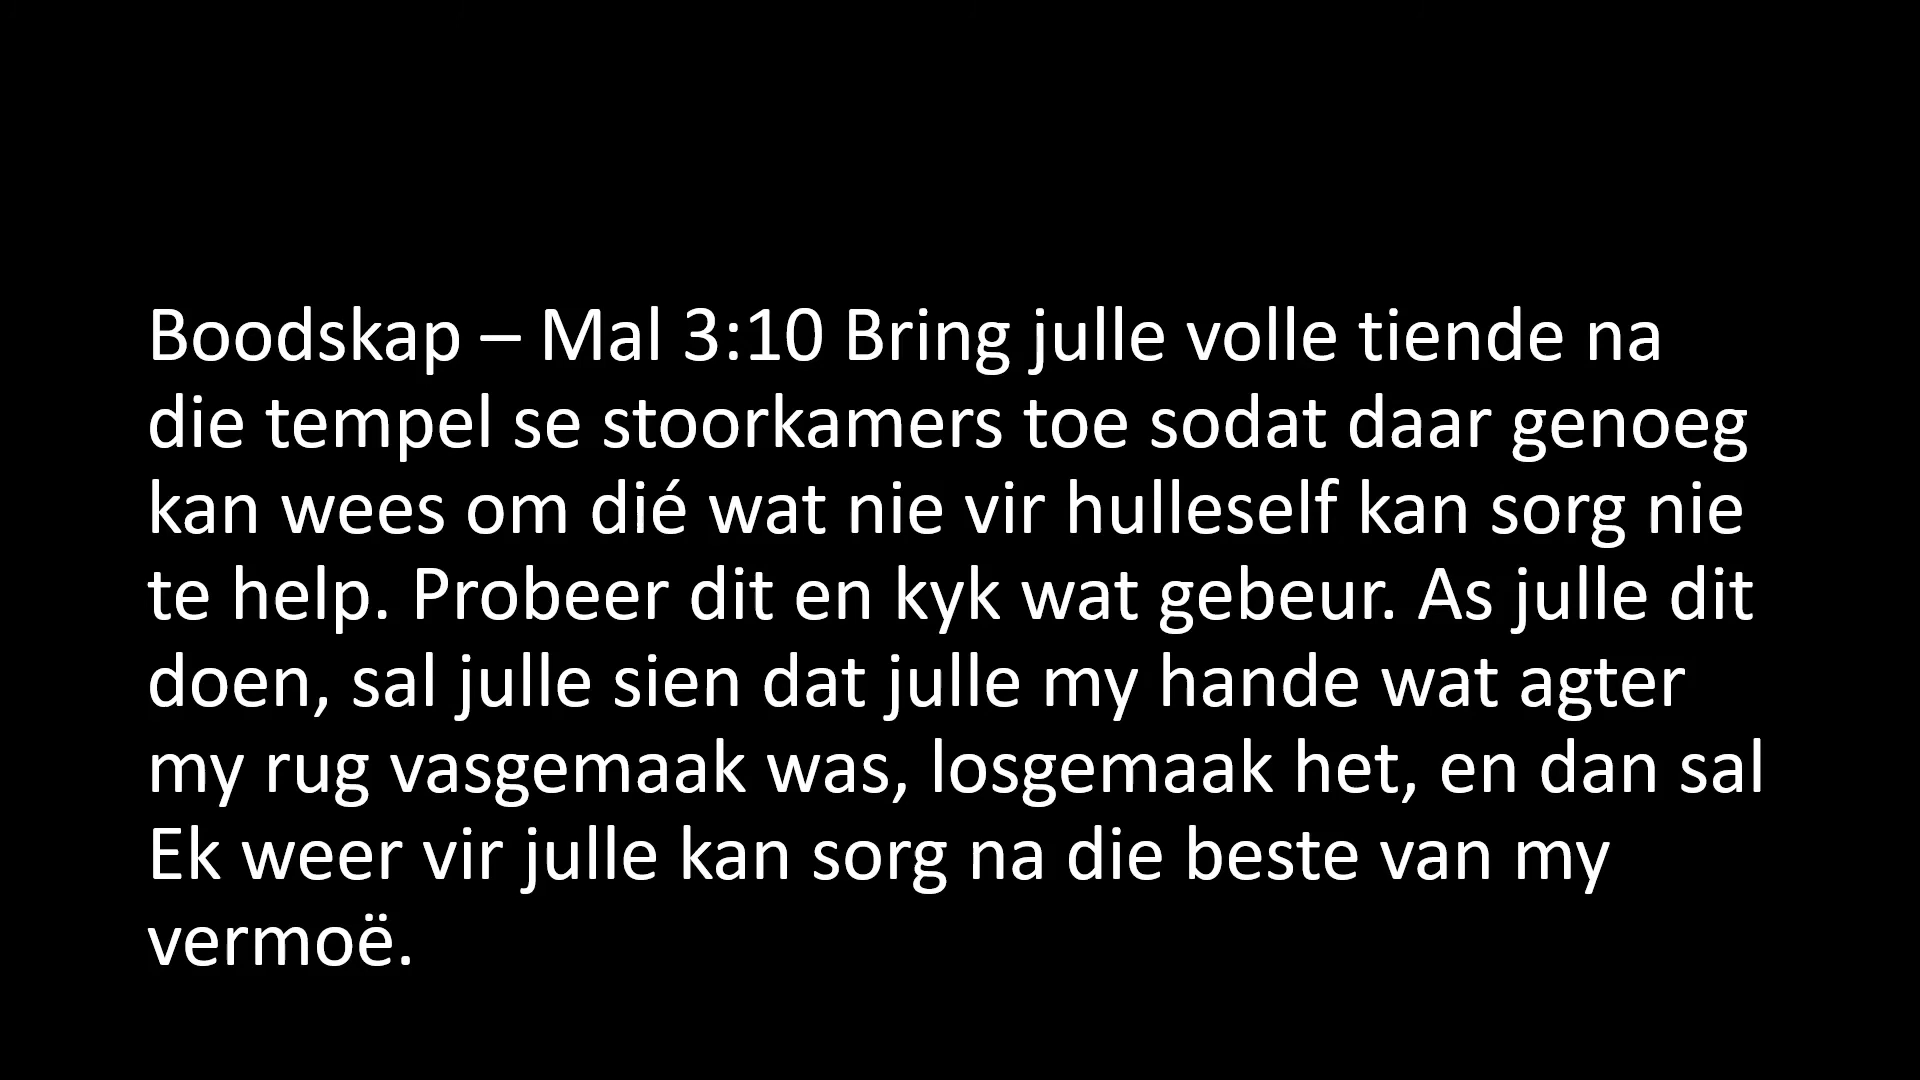 Boodskap – Mal 3:10 Bring julle volle tiende na
die tempel se stoorkamers toe sodat daar genoeg
kan wees om dié wat nie vir hulleself kan sorg nie
te help. Probeer dit en kyk wat gebeur. As julle dit
doen, sal julle sien dat julle my hande wat agter
my rug vasgemaak was, losgemaak het, en dan sal
Ek weer vir julle kan sorg na die beste van my
vermoë.